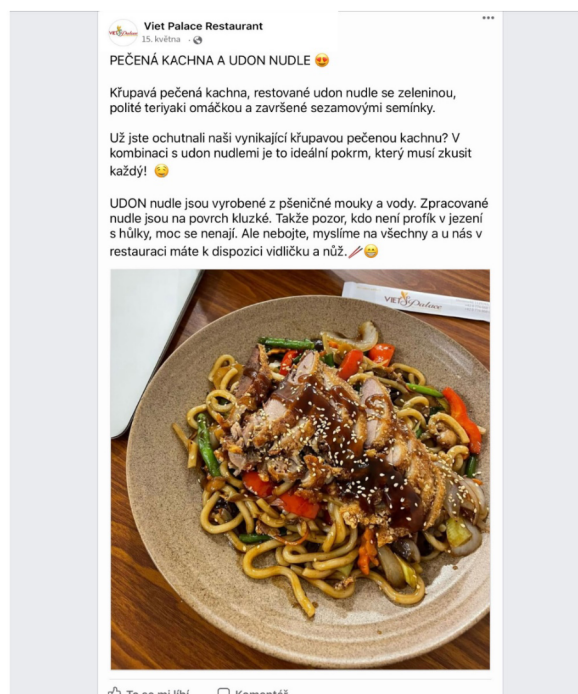 Viet Palace Restaurant
15. května ·
PEČENÁ KACHNA A UDON NUDLE 😍
Křupavá pečená kachna, restované udon nudle se zeleninou,
polité teriyaki omáčkou a završené sezamovými semínky.
Už jste ochutnali naši vynikající křupavou pečenou kachnu? V
kombinaci s udon nudlemi je to ideální pokrm, který musí zkusit
každý! ☺️
UDON nudle jsou vyrobené z pšeničné mouky a vody. Zpracované
nudle jsou na povrch kluzké. Takže pozor, kdo není profík v jezení
s hůlky, moc se nenají. Ale nebojte, myslíme na všechny a u nás v
restauraci máte k dispozici vidličku a nůž.🥢😁
VIET Palace
To se mi líbí
Komentář